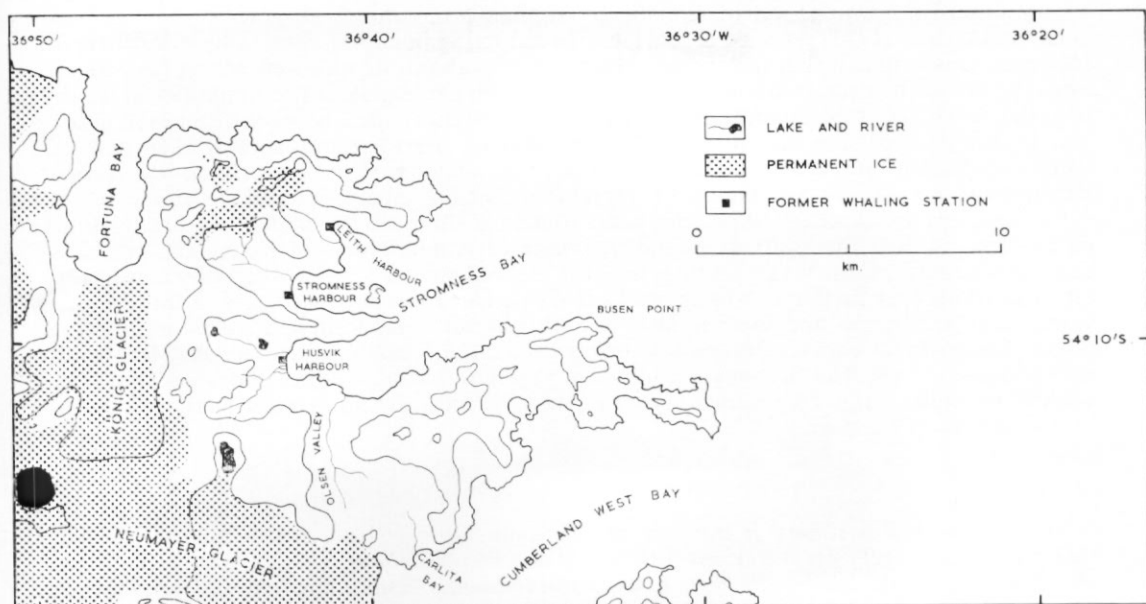 36°50'
36°40'
36°30'W
36°20'
LAKE AND RIVER
PERMANENT ICE
FORMER WHALING STATION
0 10
km.
FORTUNA BAY
LEITH HARBOUR
STROMNESS HARBOUR
STROMNESS BAY
BUSEN POINT
54°10'S.
KÖNIG GLACIER
HUSVIK HARBOUR
OLSEN VALLEY
CUMBERLAND WEST BAY
NEUMAYER GLACIER
CARLITA BAY